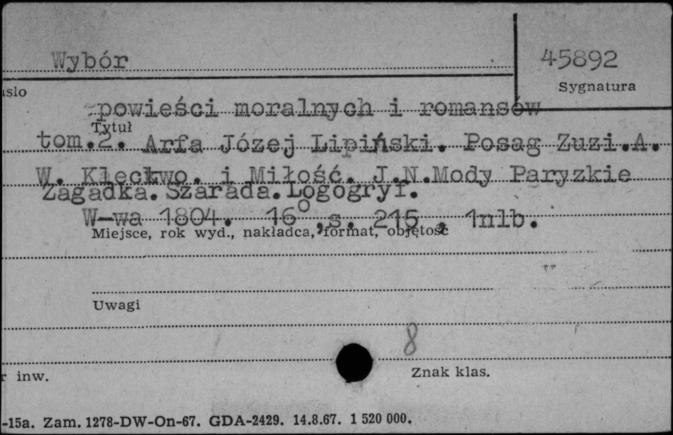 Wybór
45892
asło
Sygnatura
powieści moralnych i romansów
Tytuł
tom.2. Arfa Józej Lipiński. Posag Zuzi.A.
W. Klęctwo. i Miłość. J.N.Mody Paryzkie
Zagadka.Szarada.Logogryf.
W-wa 1804. 16°,s. 215 , 1nlb.
Miejsce, rok wyd., nakładca, format, objętość
Uwagi
8
r inw.
Znak klas.
-15a. Zam. 1278-DW-On-67. GDA-2429. 14.8.67. 1 520 000.